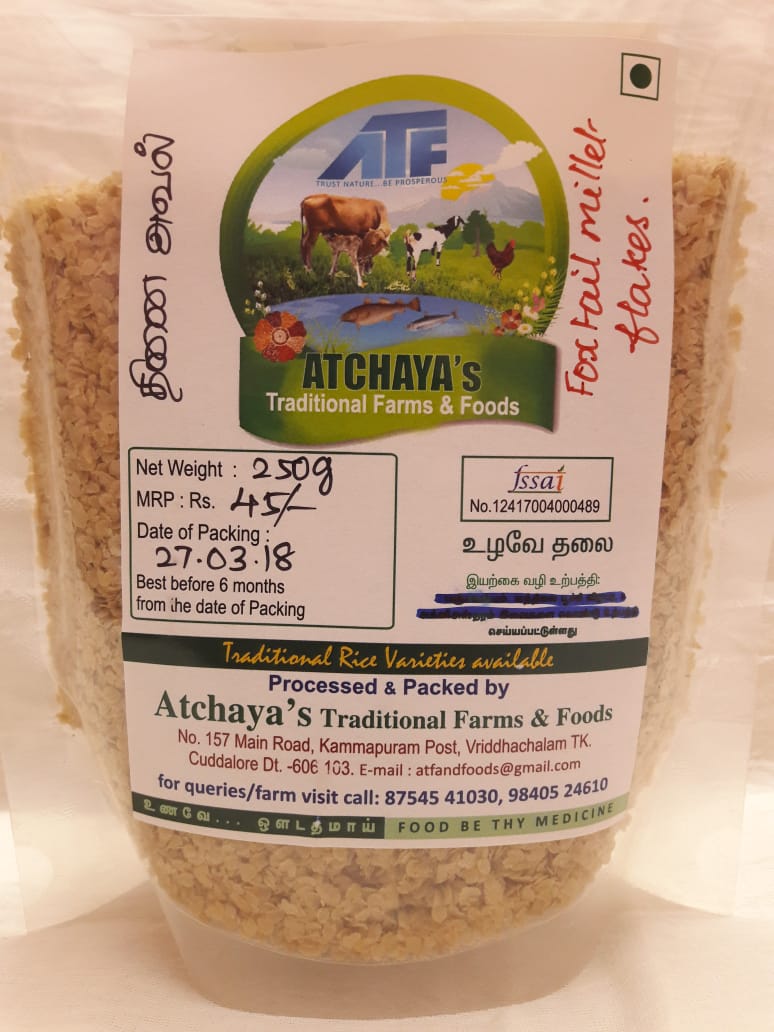 திணை அவல்
ATF
TRUST NATURE...BE PROSPEROUS
Foxtail millet
flakes.
ATCHAYA's
Traditional Farms & Foods
Net Weight : 250g
MRP : Rs. 45/-
Date of Packing :
27.03.18
Best before 6 months
from the date of Packing
fssai
No.12417004000489
உழவே தலை
இயற்கை வழி உற்பத்தி:
செய்யப்பட்டுள்ளது
Traditional Rice Varieties available
Processed & Packed by
Atchaya's Traditional Farms & Foods
No. 157 Main Road, Kammapuram Post, Vriddhachalam TK.
Cuddalore Dt. -606 103. E-mail : atfandfoods@gmail.com
for queries/farm visit call: 87545 41030, 98405 24610
உணவே... ஔடதமாய் FOOD BE THY MEDICINE